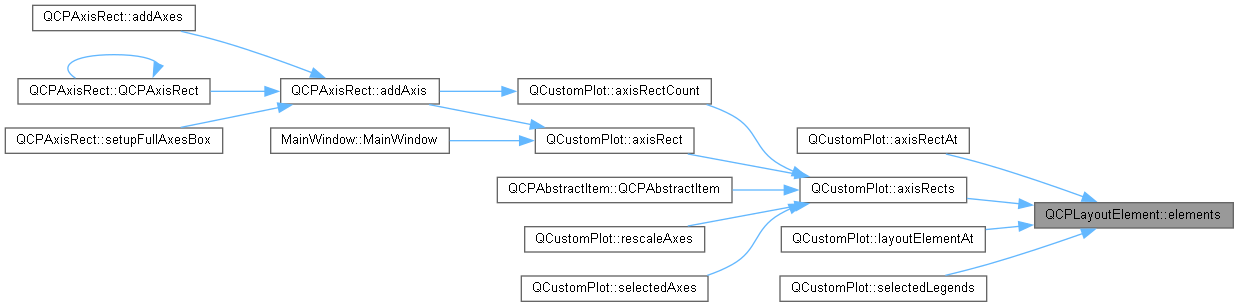 QCPAxisRect::addAxes
QCPAxisRect::QCPAxisRect
QCPAxisRect::addAxis
QCustomPlot::axisRectCount
QCPAxisRect::setupFullAxesBox
MainWindow::MainWindow
QCustomPlot::axisRect
QCustomPlot::axisRectAt
QCPAbstractItem::QCPAbstractItem
QCustomPlot::axisRects
QCPLayoutElement::elements
QCustomPlot::rescaleAxes
QCustomPlot::layoutElementAt
QCustomPlot::selectedAxes
QCustomPlot::selectedLegends